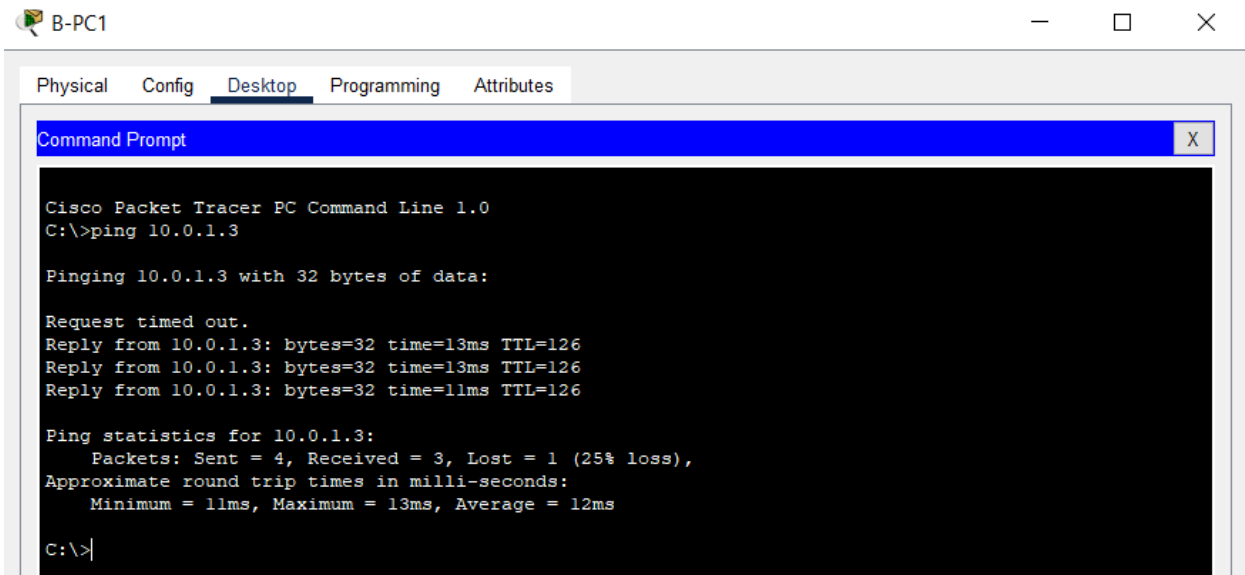 B-PC1
Physical Config Desktop Programming Attributes
Command Prompt X
Cisco Packet Tracer PC Command Line 1.0
C:\>ping 10.0.1.3
Pinging 10.0.1.3 with 32 bytes of data:
Request timed out.
Reply from 10.0.1.3: bytes=32 time=13ms TTL=126
Reply from 10.0.1.3: bytes=32 time=13ms TTL=126
Reply from 10.0.1.3: bytes=32 time=11ms TTL=126
Ping statistics for 10.0.1.3:
Packets: Sent = 4, Received = 3, Lost = 1 (25% loss),
Approximate round trip times in milli-seconds:
Minimum = 11ms, Maximum = 13ms, Average = 12ms
C:\>